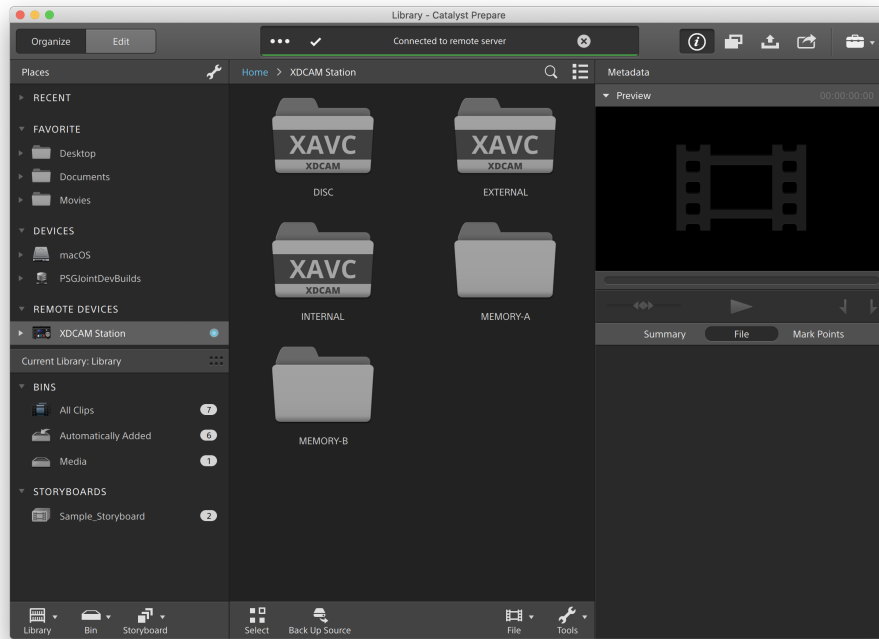 Library - Catalyst Prepare
Organize
Edit
Connected to remote server
Places
Home > XDCAM Station
Metadata
RECENT
FAVORITE
Desktop
Documents
Movies
DEVICES
macOS
PSGJointDevBuilds
REMOTE DEVICES
XDCAM Station
Current Library: Library
BINS
All Clips 7
Automatically Added 6
Media 1
STORYBOARDS
Sample_Storyboard 2
XAVC
XDCAM
DISC
XAVC
XDCAM
EXTERNAL
XAVC
XDCAM
INTERNAL
MEMORY-A
MEMORY-B
Preview 00:00:00:00
Summary
File
Mark Points
Library
Bin
Storyboard
Select
Back Up Source
File
Tools